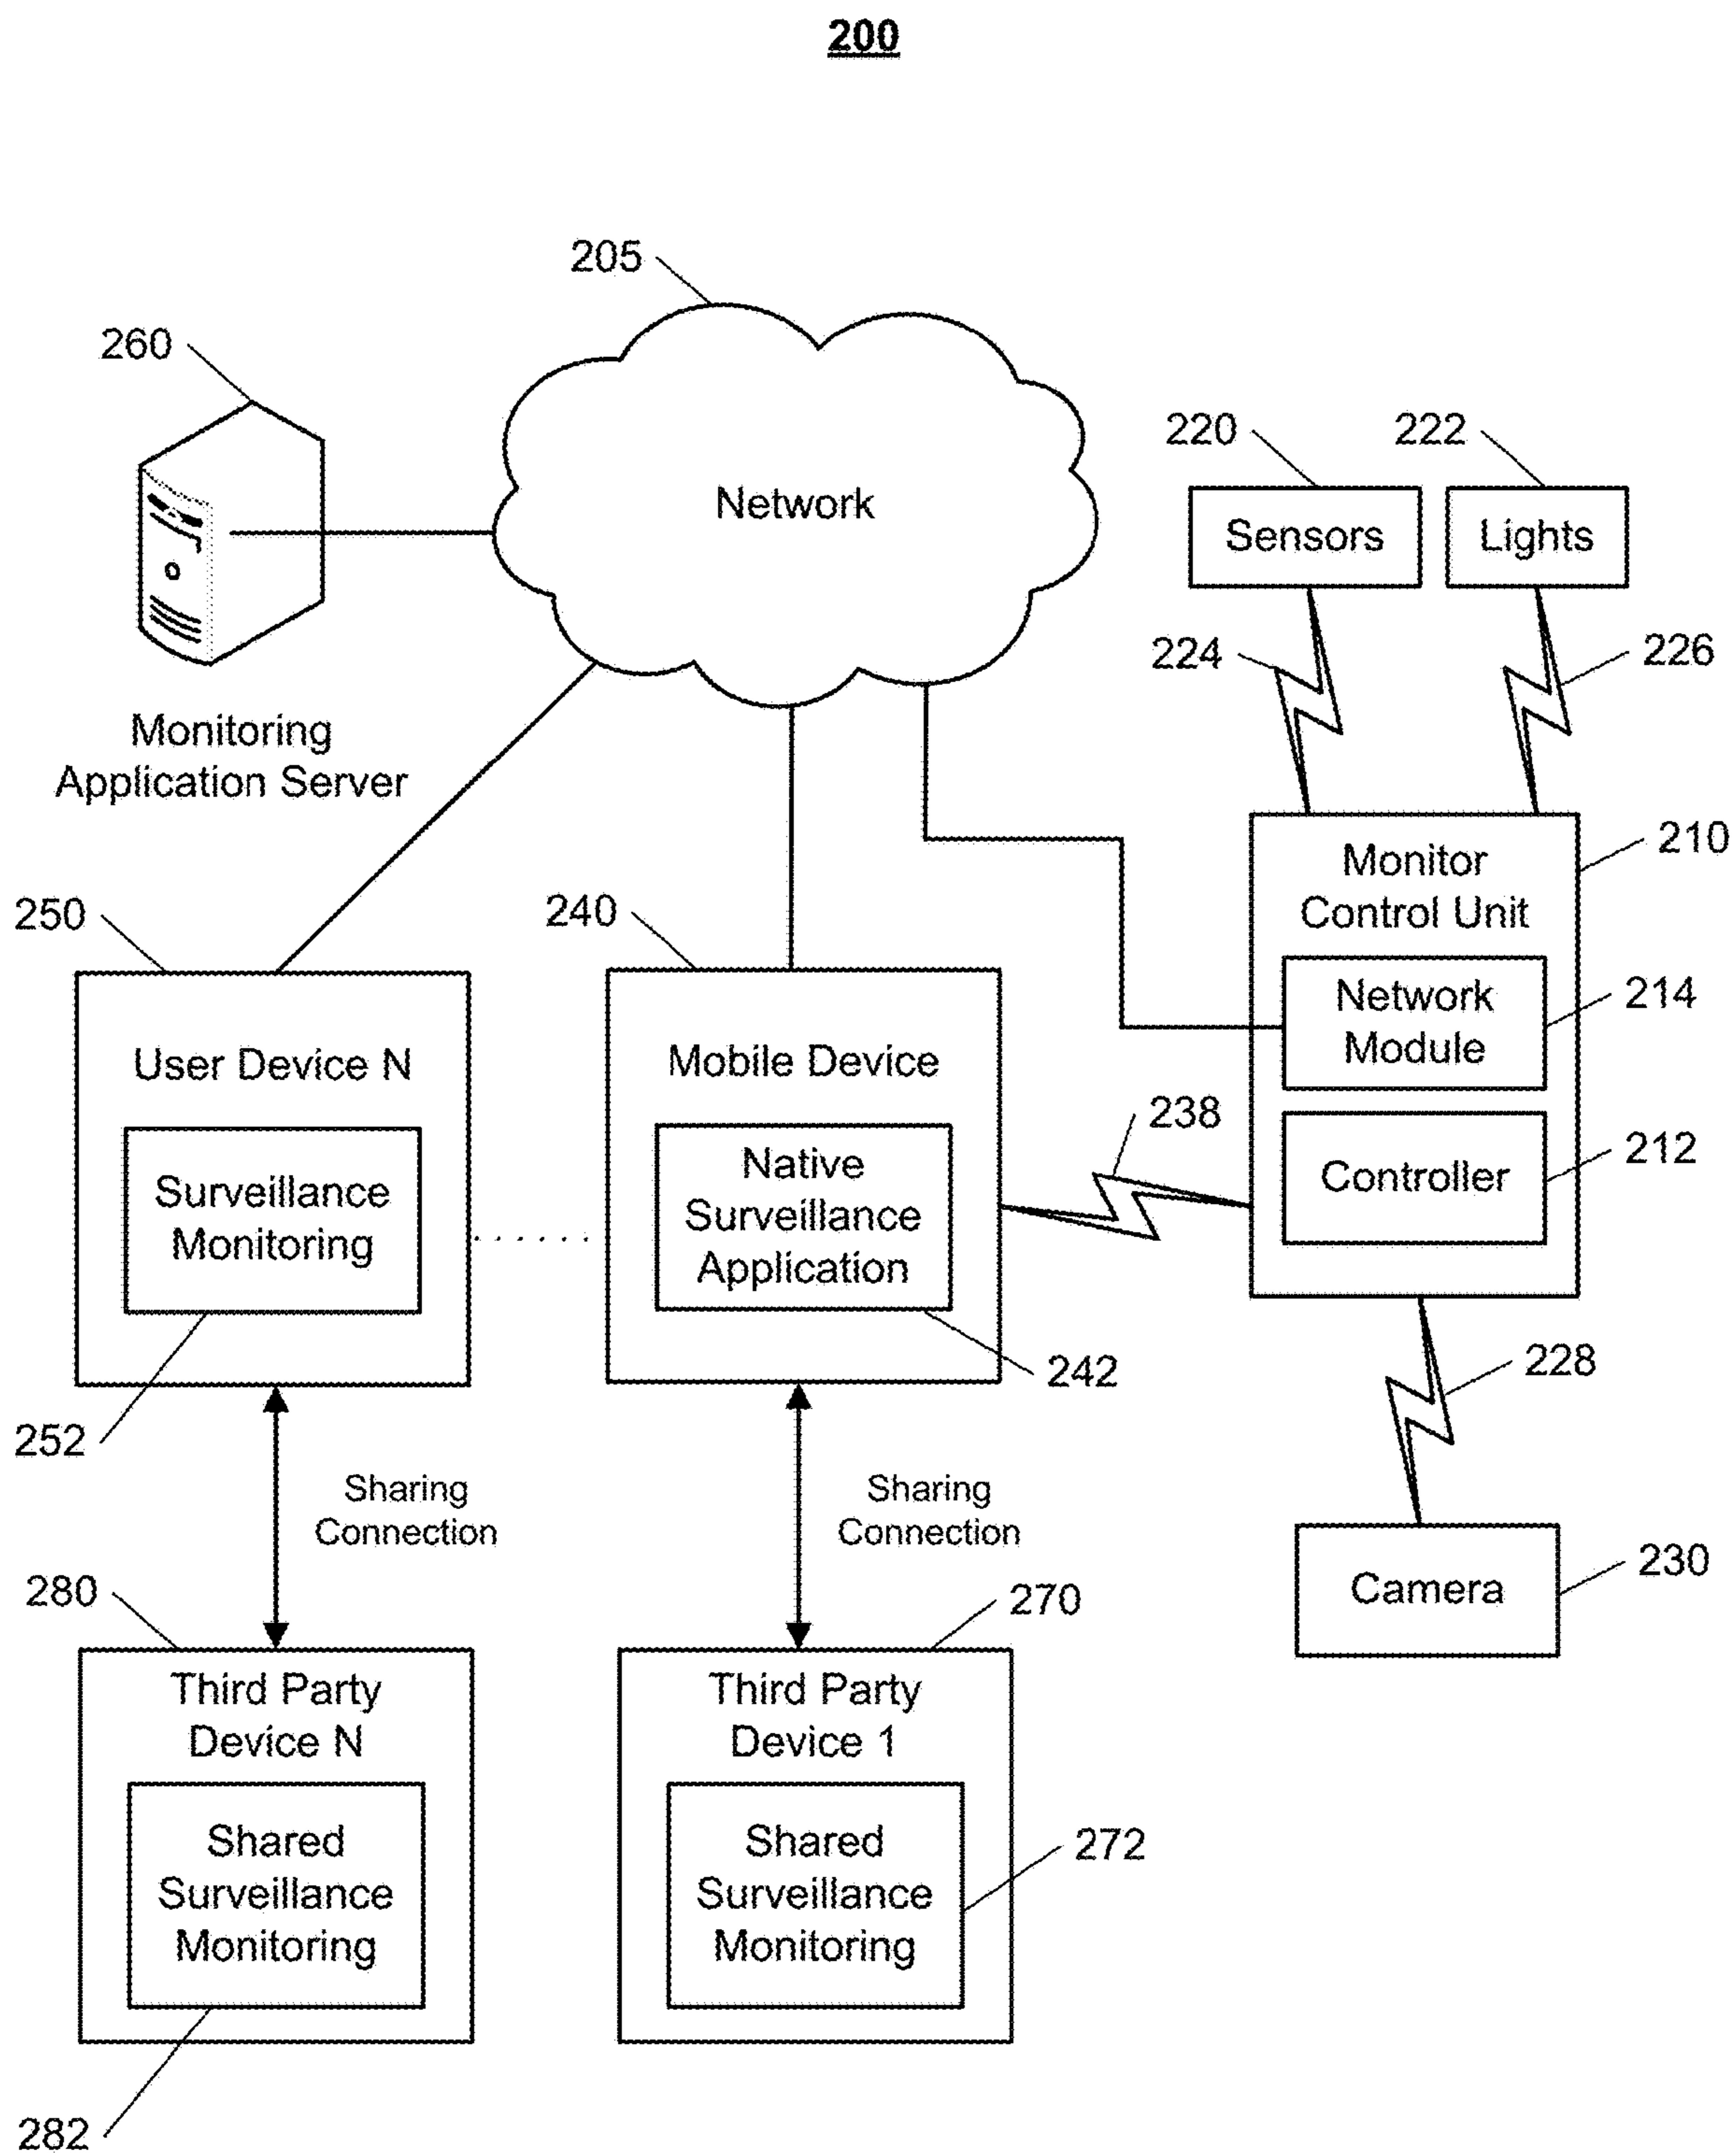 200
205
260
Network
220
222
Sensors
Lights
224
226
Monitoring
Application Server
210
Monitor
Control Unit
250
240
Network
Module
214
User Device N
Mobile Device
238
Controller
212
Surveillance
Monitoring
Native
Surveillance
Application
252
242
228
Sharing
Connection
Sharing
Connection
280
270
Camera
230
Third Party
Device N
Third Party
Device 1
Shared
Surveillance
Monitoring
Shared
Surveillance
Monitoring
272
282